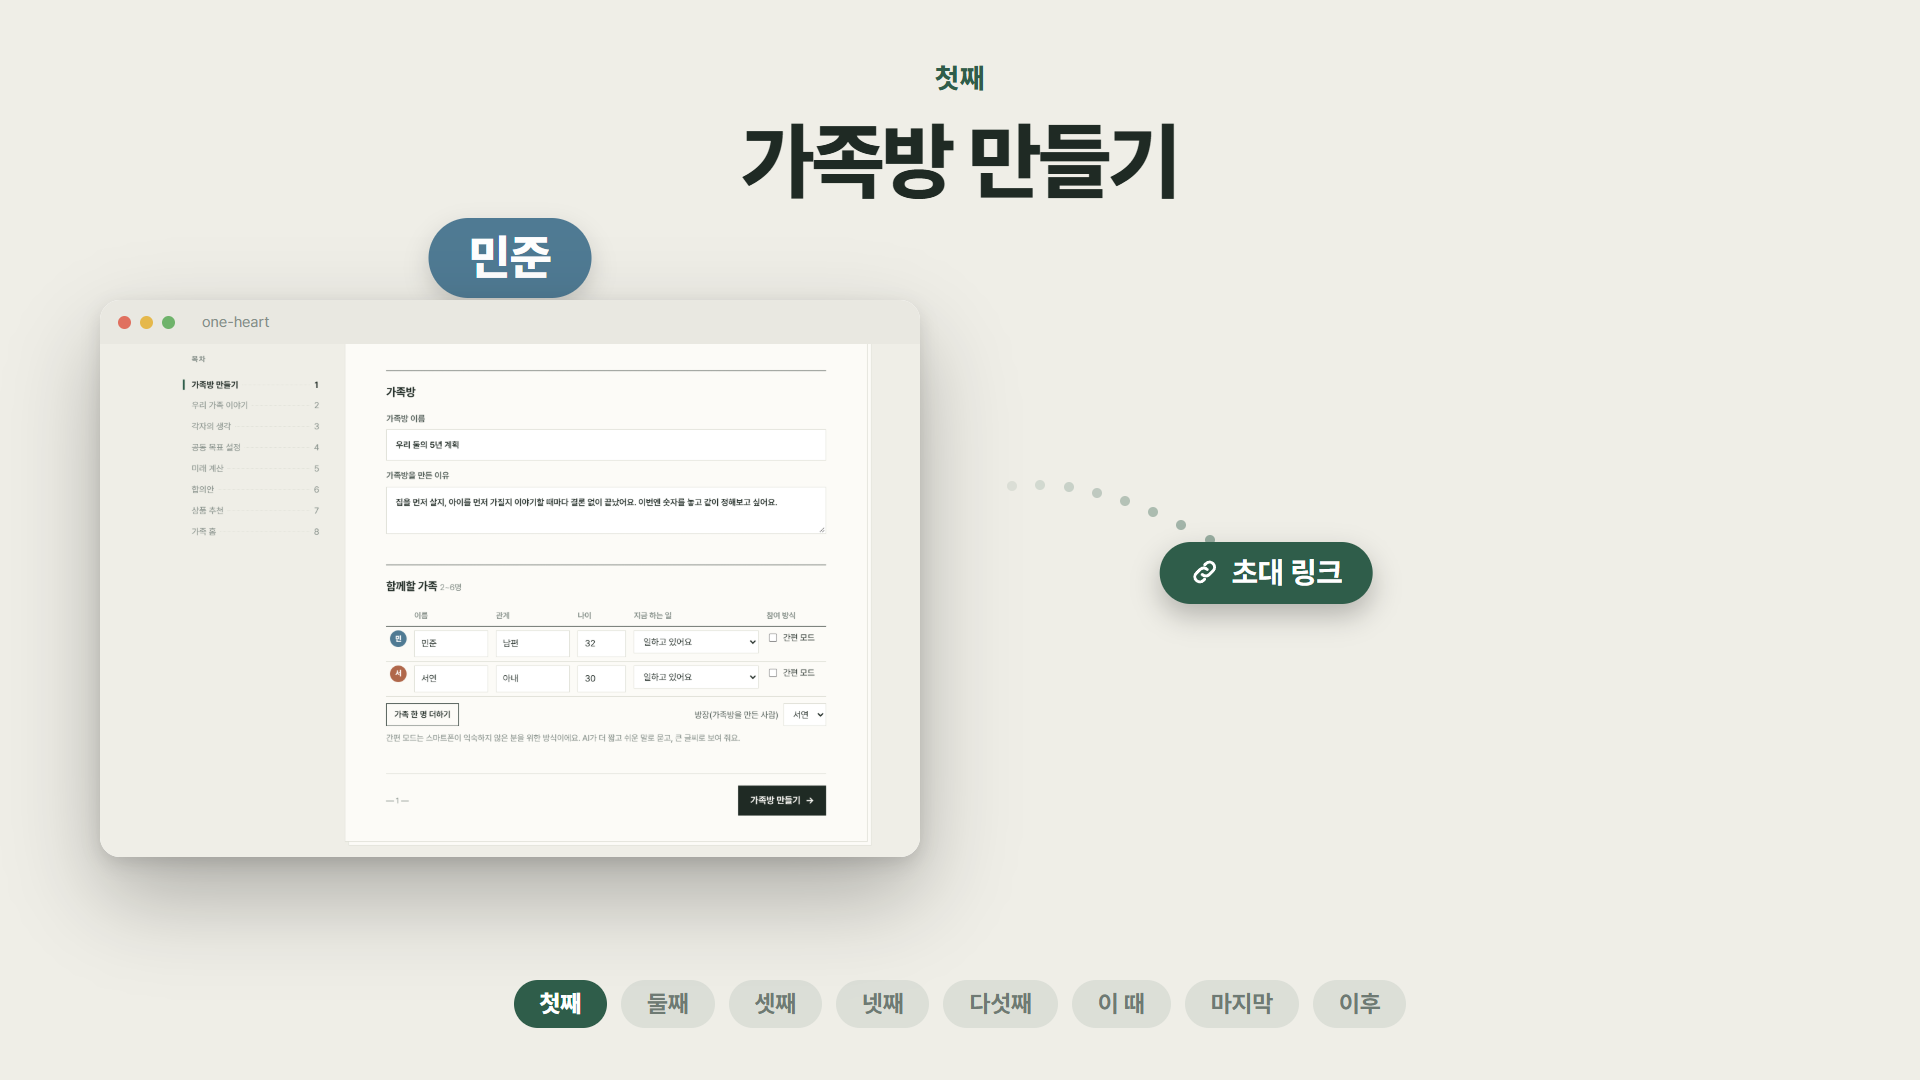 첫째
가족방 만들기
민준
one-heart
목차
가족방 만들기 1
우리 가족 이야기 2
각자의 생각 3
공동 목표 설정 4
미래 계산 5
합의안 6
상품 추천 7
가족 홈 8
가족방
가족방 이름
우리 둘의 5년 계획
가족방을 만든 이유
집을 먼저 살지, 아이를 먼저 가질지 이야기할 때마다 결론 없이 끝났어요. 이번엔 숫자를 놓고 같이 정해보고 싶어요.
함께할 가족 2–6명
이름 관계 나이 지금 하는 일 참여 방식
민 민준 남편 32 일하고 있어요 간편 모드
서 서연 아내 30 일하고 있어요 간편 모드
가족 한 명 더하기 방장(가족방을 만든 사람) 서연
간편 모드는 스마트폰이 익숙하지 않은 분을 위한 방식이에요. AI가 더 짧고 쉬운 말로 묻고, 큰 글씨로 보여 줘요.
— 1 — 가족방 만들기 →
초대 링크
첫째 둘째 셋째 넷째 다섯째 이 때 마지막 이후